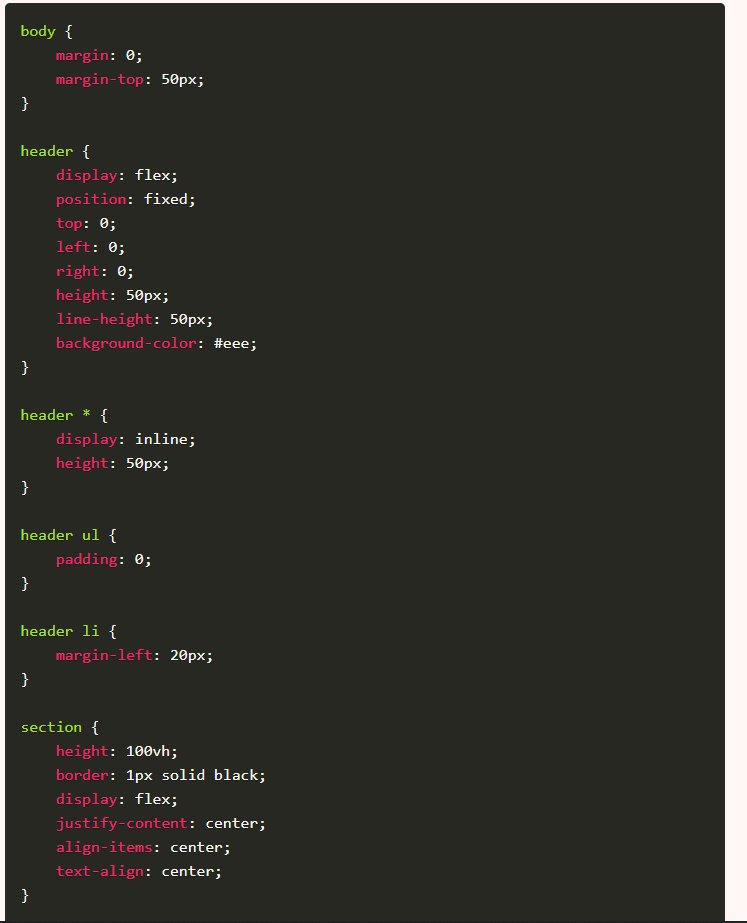 body {
    margin: 0;
    margin-top: 50px;
}

header {
    display: flex;
    position: fixed;
    top: 0;
    left: 0;
    right: 0;
    height: 50px;
    line-height: 50px;
    background-color: #eee;
}

header * {
    display: inline;
    height: 50px;
}

header ul {
    padding: 0;
}

header li {
    margin-left: 20px;
}

section {
    height: 100vh;
    border: 1px solid black;
    display: flex;
    justify-content: center;
    align-items: center;
    text-align: center;
}